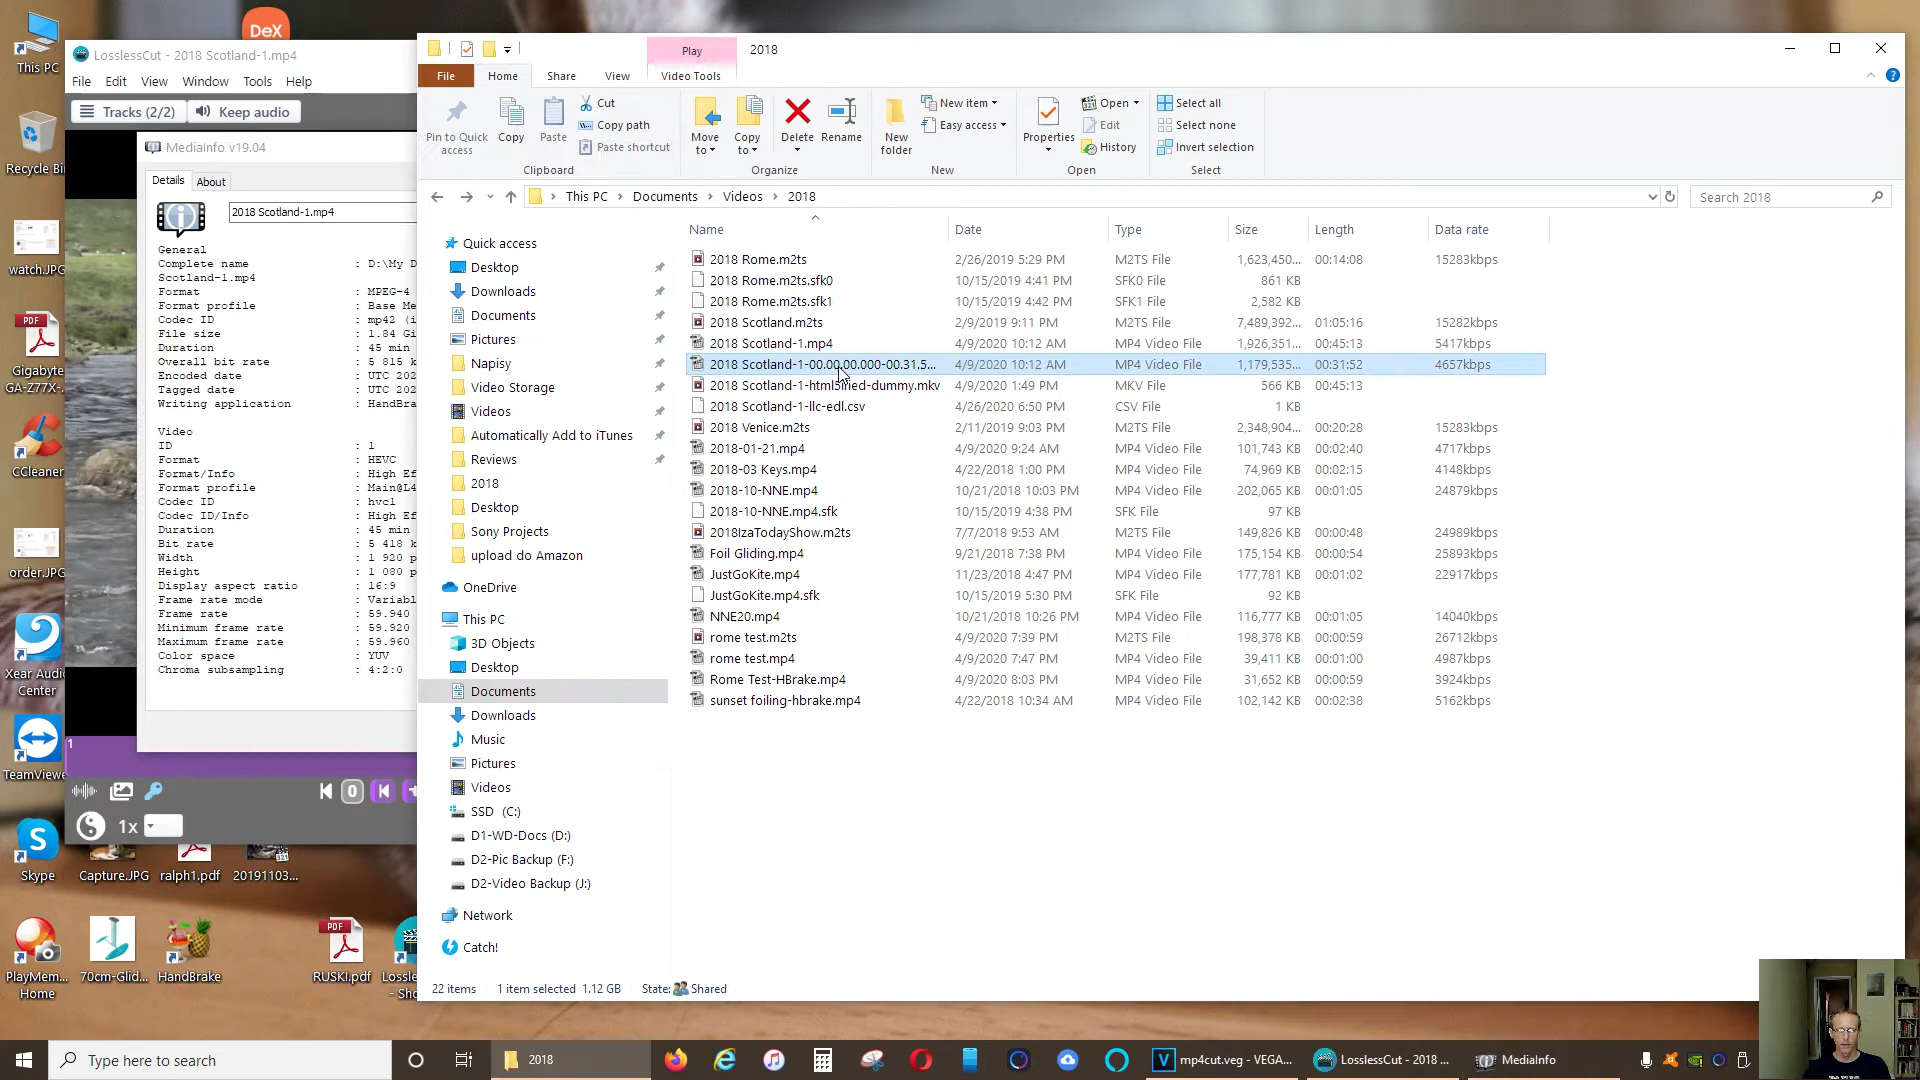 DeX
This PC
Recycle Bi
watch.JPG
PDF
Gigabyte
GA-Z77X-...
CCleaner
order.JPG
Xear Audi
Center
TeamViewe
Skype
Capture.JPG
ralph1.pdf
20191103...
PlayMem...
Home
70cm-Glid...
HandBrake
PDF
RUSKI.pdf
Lossle
- Sho
LosslessCut - 2018 Scotland-1.mp4
File Edit View Window Tools Help
Tracks (2/2) Keep audio
MediaInfo v19.04
Details About
2018 Scotland-1.mp4
General
Complete name : D:\My D
Scotland-1.mp4
Format : MPEG-4
Format profile : Base Me
Codec ID : mp42 (i
File size : 1.84 Gi
Duration : 45 min
Overall bit rate : 5 815 k
Encoded date : UTC 202
Tagged date : UTC 202
Writing application : HandBra
Video
ID : 1
Format : HEVC
Format/Info : High Ef
Format profile : Main@L4
Codec ID : hvc1
Codec ID/Info : High Ef
Duration : 45 min
Bit rate : 5 418 k
Width : 1 920 p
Height : 1 080 p
Display aspect ratio : 16:9
Frame rate mode : Variabl
Frame rate : 59.940
Minimum frame rate : 59.920
Maximum frame rate : 59.960
Color space : YUV
Chroma subsampling : 4:2:0
1
0
1x
Play 2018
File Home Share View Video Tools
Pin to Quick access
Copy
Paste
Cut
Copy path
Paste shortcut
Clipboard
Move to
Copy to
Delete
Rename
Organize
New folder
New item
Easy access
New
Properties
Open
Edit
History
Open
Select all
Select none
Invert selection
Select
This PC > Documents > Videos > 2018
Search 2018
Quick access
Desktop
Downloads
Documents
Pictures
Napisy
Video Storage
Videos
Automatically Add to iTunes
Reviews
2018
Desktop
Sony Projects
upload do Amazon
OneDrive
This PC
3D Objects
Desktop
Documents
Downloads
Music
Pictures
Videos
SSD (C:)
D1-WD-Docs (D:)
D2-Pic Backup (F:)
D2-Video Backup (J:)
Network
Catch!
Name Date Type Size Length Data rate
2018 Rome.m2ts 2/26/2019 5:29 PM M2TS File 1,623,450... 00:14:08 15283kbps
2018 Rome.m2ts.sfk0 10/15/2019 4:41 PM SFK0 File 861 KB
2018 Rome.m2ts.sfk1 10/15/2019 4:42 PM SFK1 File 2,582 KB
2018 Scotland.m2ts 2/9/2019 9:11 PM M2TS File 7,489,392... 01:05:16 15282kbps
2018 Scotland-1.mp4 4/9/2020 10:12 AM MP4 Video File 1,926,351... 00:45:13 5417kbps
2018 Scotland-1-00.00.00.000-00.31.5... 4/9/2020 10:12 AM MP4 Video File 1,179,535... 00:31:52 4657kbps
2018 Scotland-1-html5ified-dummy.mkv 4/9/2020 1:49 PM MKV File 566 KB 00:45:13
2018 Scotland-1-llc-edl.csv 4/26/2020 6:50 PM CSV File 1 KB
2018 Venice.m2ts 2/11/2019 9:03 PM M2TS File 2,348,904... 00:20:28 15283kbps
2018-01-21.mp4 4/9/2020 9:24 AM MP4 Video File 101,743 KB 00:02:40 4717kbps
2018-03 Keys.mp4 4/22/2018 1:00 PM MP4 Video File 74,969 KB 00:02:15 4148kbps
2018-10-NNE.mp4 10/21/2018 10:03 PM MP4 Video File 202,065 KB 00:01:05 24879kbps
2018-10-NNE.mp4.sfk 10/15/2019 4:38 PM SFK File 97 KB
2018IzaTodayShow.m2ts 7/7/2018 9:53 AM M2TS File 149,826 KB 00:00:48 24989kbps
Foil Gliding.mp4 9/21/2018 7:38 PM MP4 Video File 175,154 KB 00:00:54 25893kbps
JustGoKite.mp4 11/23/2018 4:47 PM MP4 Video File 177,781 KB 00:01:02 22917kbps
JustGoKite.mp4.sfk 10/15/2019 5:30 PM SFK File 92 KB
NNE20.mp4 10/21/2018 10:26 PM MP4 Video File 116,777 KB 00:01:05 14040kbps
rome test.m2ts 4/9/2020 7:39 PM M2TS File 198,378 KB 00:00:59 26712kbps
rome test.mp4 4/9/2020 7:47 PM MP4 Video File 39,411 KB 00:01:00 4987kbps
Rome Test-HBrake.mp4 4/9/2020 8:03 PM MP4 Video File 31,652 KB 00:00:59 3924kbps
sunset foiling-hbrake.mp4 4/22/2018 10:34 AM MP4 Video File 102,142 KB 00:02:38 5162kbps
22 items 1 item selected 1.12 GB State: Shared
Type here to search
2018
mp4cut.veg - VEGA...
LosslessCut - 2018 ...
MediaInfo